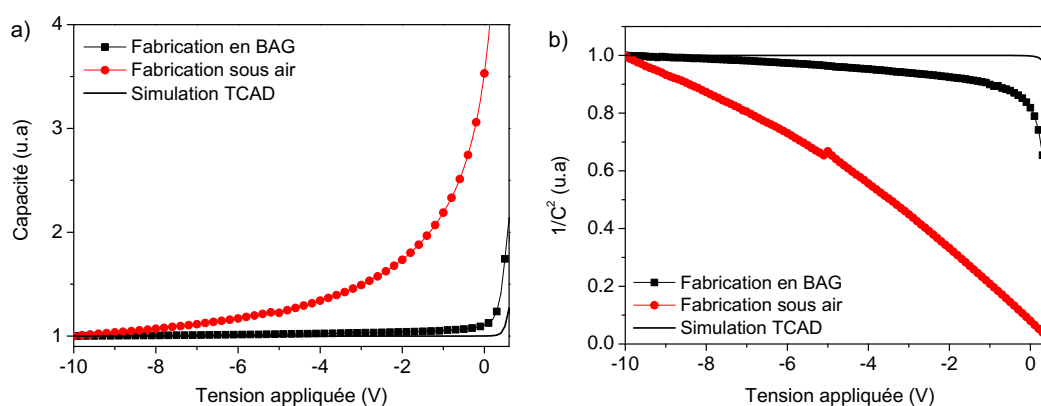 a)
Capacité (u.a)
4
3
2
1
Fabrication en BAG
Fabrication sous air
Simulation TCAD
-10
-8
-6
-4
-2
0
Tension appliquée (V)
b)
1/C² (u.a)
1.0
0.8
0.6
0.4
0.2
0.0
Fabrication en BAG
Fabrication sous air
Simulation TCAD
-10
-8
-6
-4
-2
0
Tension appliquée (V)